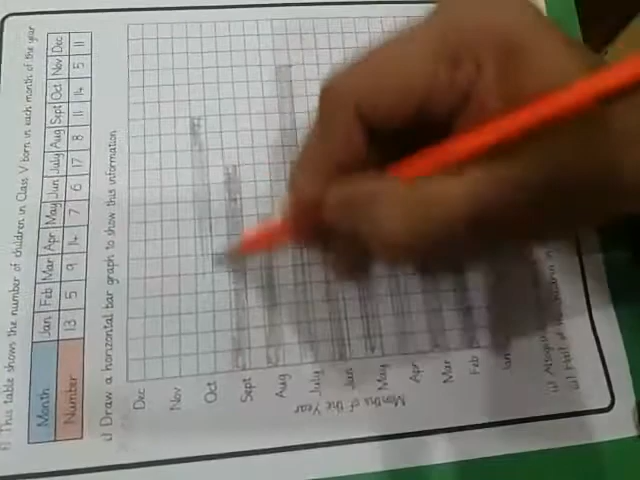 1) This table shows the number of children in Class V born in each month of the year
Month Jan Feb Mar Apr May Jun July Aug Sept Oct Nov Dec
Number 13 5 9 14 7 6 17 8 11 14 5 11
i) Draw a horizontal bar graph to show this information
Dec
Nov
Oct
Sept
Aug
July
Jun
May
Apr
Mar
Feb
Jan
Months of the Year
children in